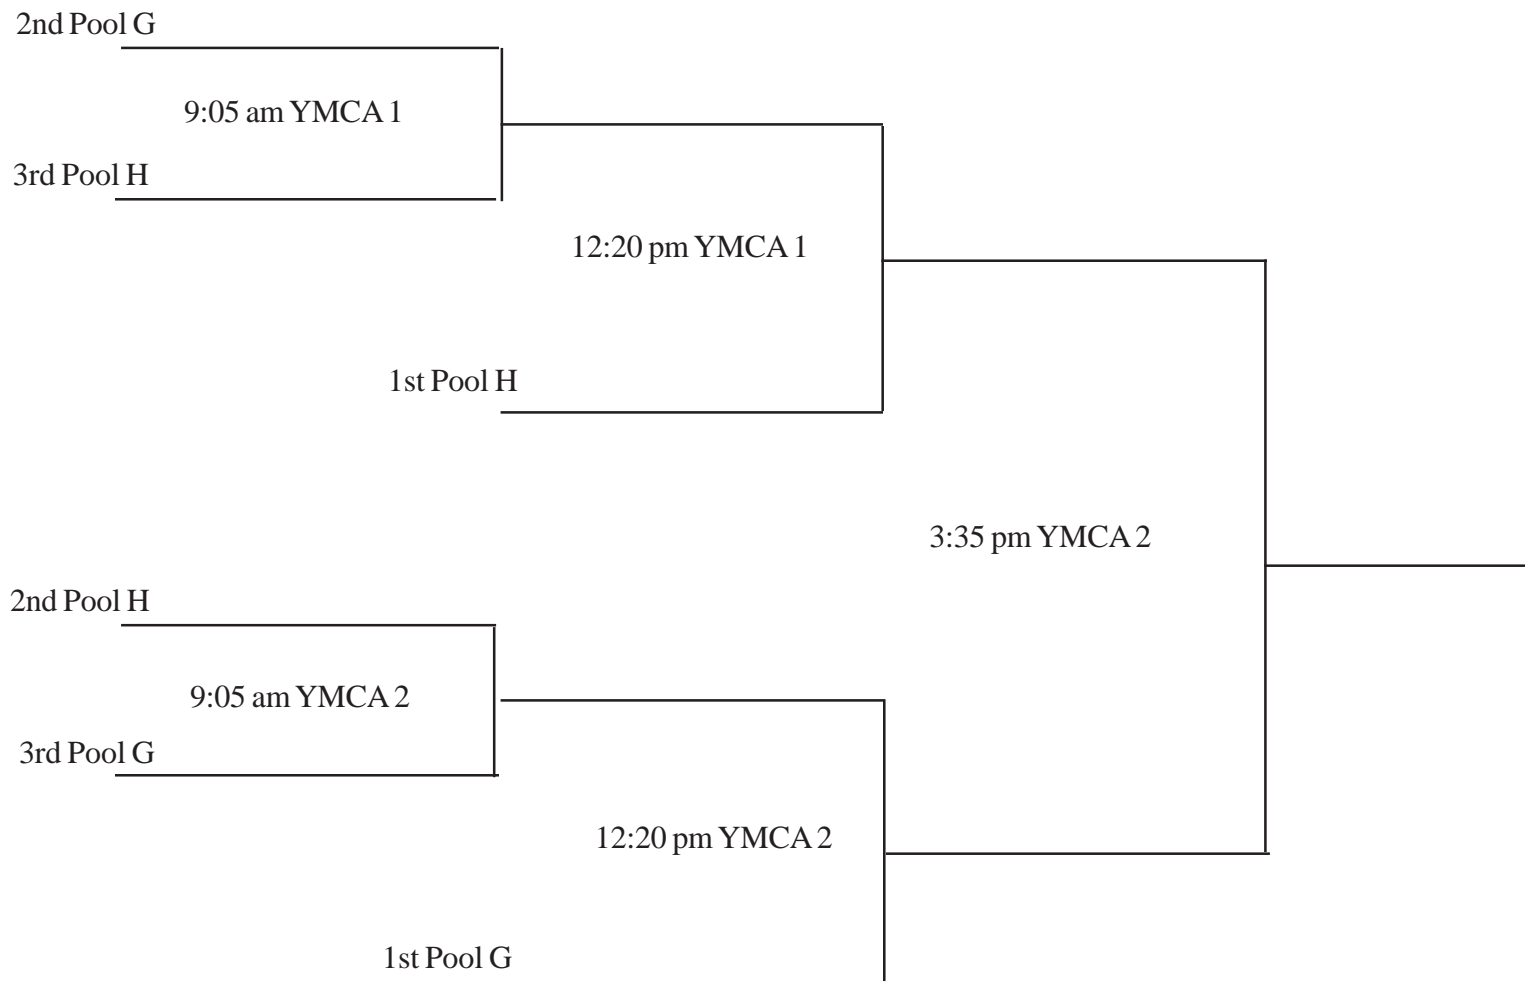 2nd Pool G
9:05 am YMCA 1
3rd Pool H
12:20 pm YMCA 1
1st Pool H
3:35 pm YMCA 2
2nd Pool H
9:05 am YMCA 2
3rd Pool G
12:20 pm YMCA 2
1st Pool G